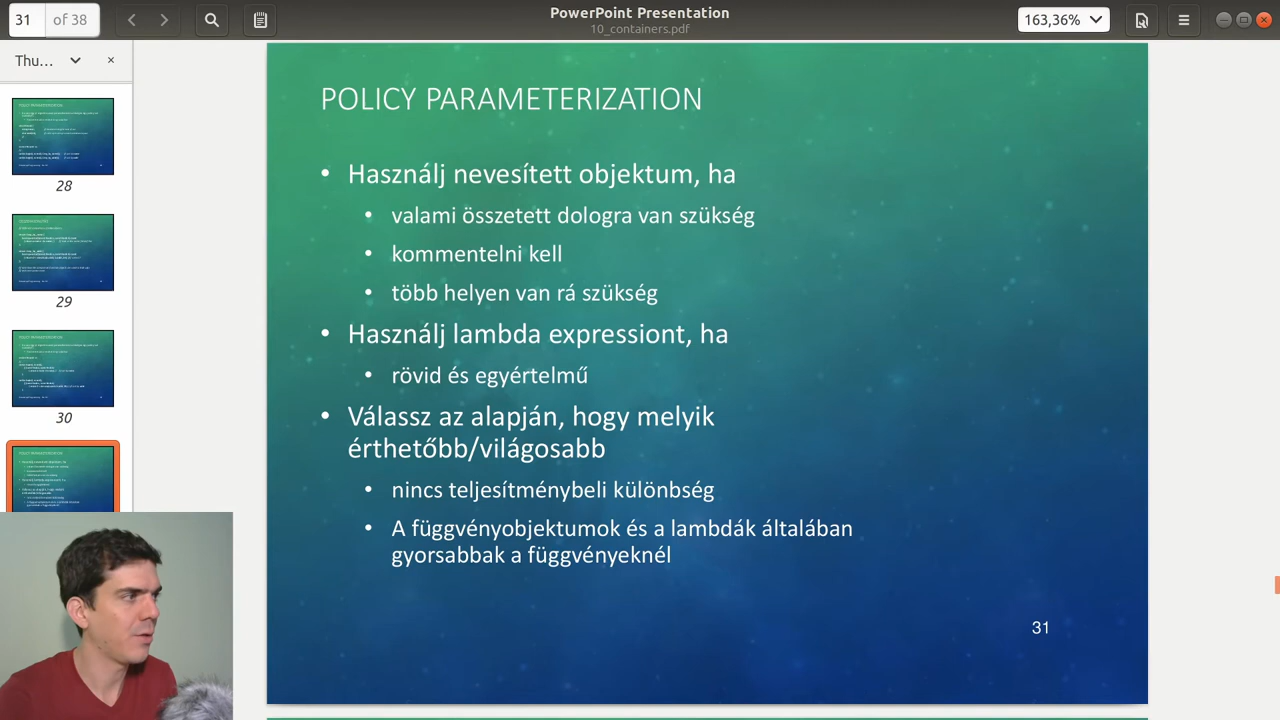 31 of 38
PowerPoint Presentation
10_containers.pdf
163,36%
Thu...
28
29
30
POLICY PARAMETERIZATION
• Használj nevesített objektum, ha
• valami összetett dologra van szükség
• kommentelni kell
• több helyen van rá szükség
• Használj lambda expressiont, ha
• rövid és egyértelmű
• Válassz az alapján, hogy melyik
érthetőbb/világosabb
• nincs teljesítménybeli különbség
• A függvényobjektumok és a lambdák általában
gyorsabbak a függvényeknél
31